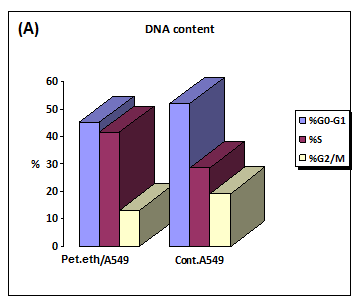 (A)
DNA content
60
50
40
30
20
10
0
%
Pet.eth/A549
Cont.A549
%G0-G1
%S
%G2/M